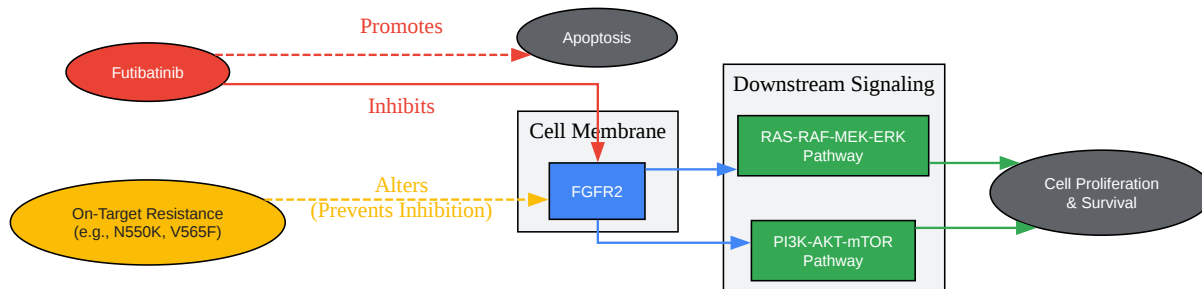 Promotes
Apoptosis
Futibatinib
Inhibits
Downstream Signaling
Cell Membrane
RAS-RAF-MEK-ERK
Pathway
FGFR2
Alters
(Prevents Inhibition)
On-Target Resistance
(e.g., N550K, V565F)
Cell Proliferation
& Survival
PI3K-AKT-mTOR
Pathway